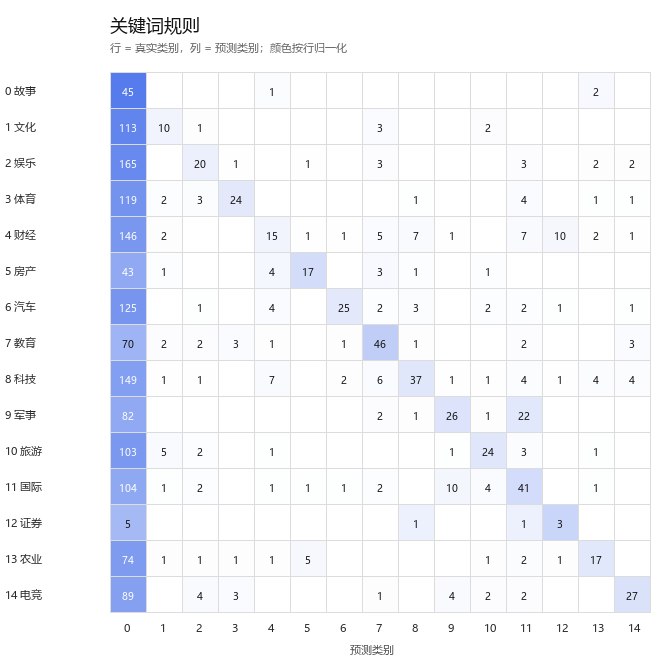 关键词规则
行 = 真实类别，列 = 预测类别；颜色按行归一化
0 故事 45 1 2
1 文化 113 10 1 3 2
2 娱乐 165 20 1 1 3 3 2 2
3 体育 119 2 3 24 1 4 1 1
4 财经 146 2 15 1 1 5 7 1 7 10 2 1
5 房产 43 1 4 17 3 1 1
6 汽车 125 1 4 25 2 3 2 2 1 1
7 教育 70 2 2 3 1 1 46 1 2 3
8 科技 149 1 1 7 2 6 37 1 1 4 1 4 4
9 军事 82 2 1 26 1 22
10 旅游 103 5 2 1 1 24 3 1
11 国际 104 1 2 1 1 1 2 10 4 41 1
12 证券 5 1 1 3
13 农业 74 1 1 1 1 5 1 2 1 17
14 电竞 89 4 3 1 4 2 2 27
0 1 2 3 4 5 6 7 8 9 10 11 12 13 14
预测类别